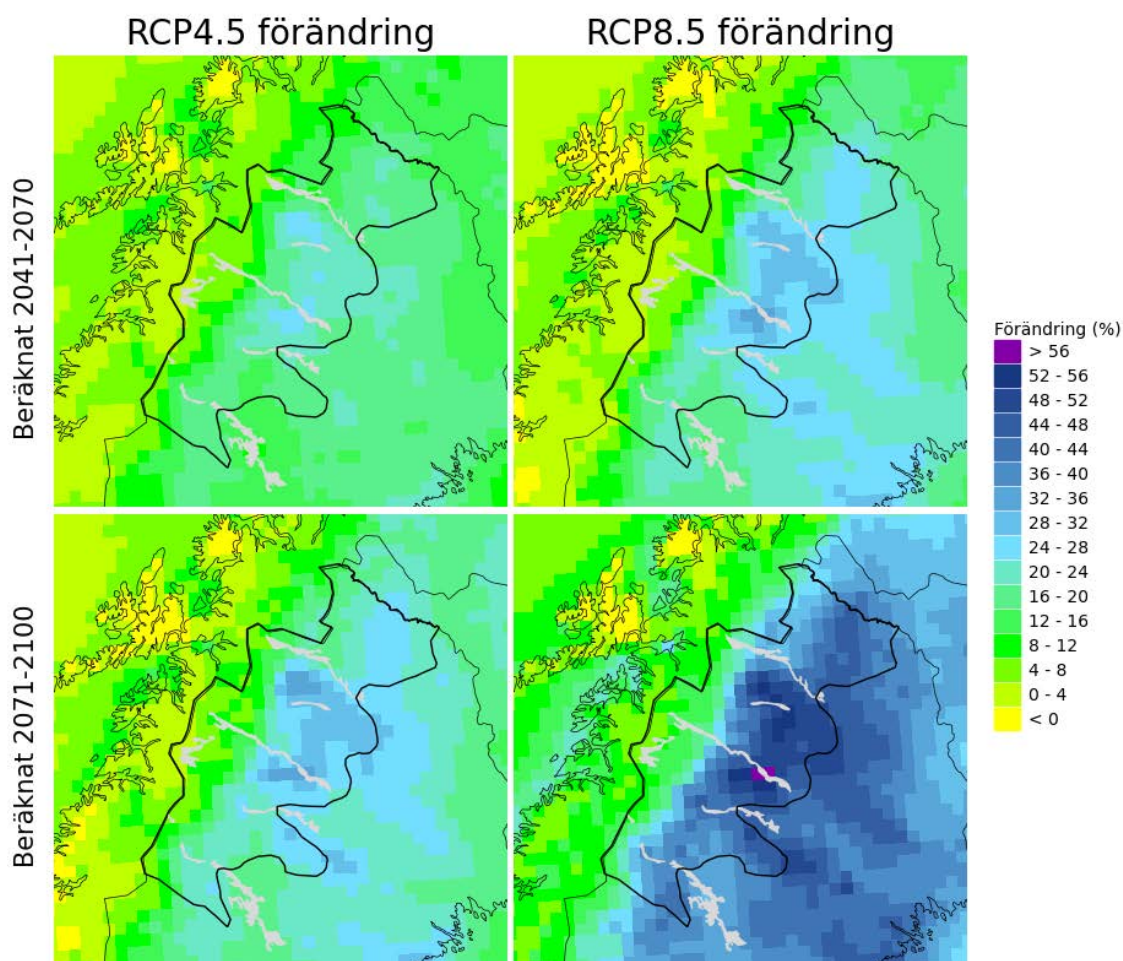 RCP4.5 förändring
RCP8.5 förändring
Beräknat 2041-2070
Beräknat 2071-2100
Förändring (%)
> 56
52 - 56
48 - 52
44 - 48
40 - 44
36 - 40
32 - 36
28 - 32
24 - 28
20 - 24
16 - 20
12 - 16
8 - 12
4 - 8
0 - 4
< 0